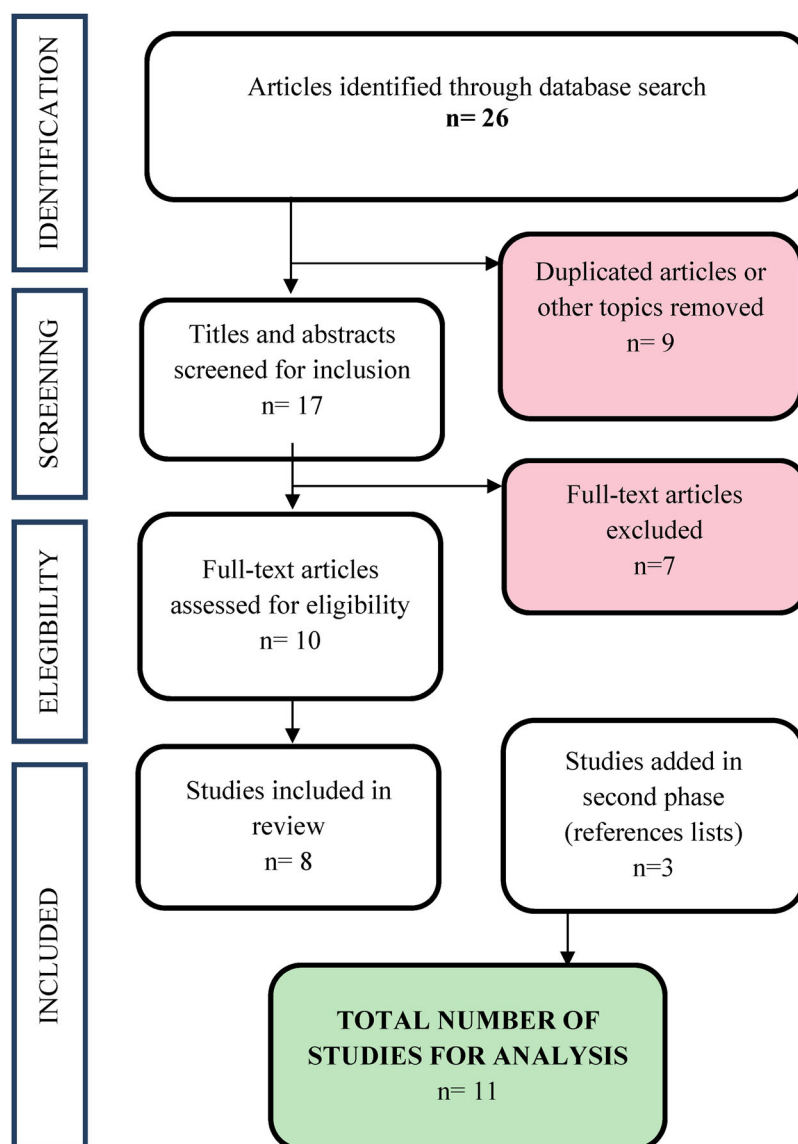 IDENTIFICATION
Articles identified through database search
n= 26
Duplicated articles or
other topics removed
n= 9
SCREENING
Titles and abstracts
screened for inclusion
n= 17
Full-text articles
excluded
n=7
ELEGIBILITY
Full-text articles
assessed for eligibility
n= 10
INCLUDED
Studies included in
review
n= 8
Studies added in
second phase
(references lists)
n=3
TOTAL NUMBER OF
STUDIES FOR ANALYSIS
n= 11